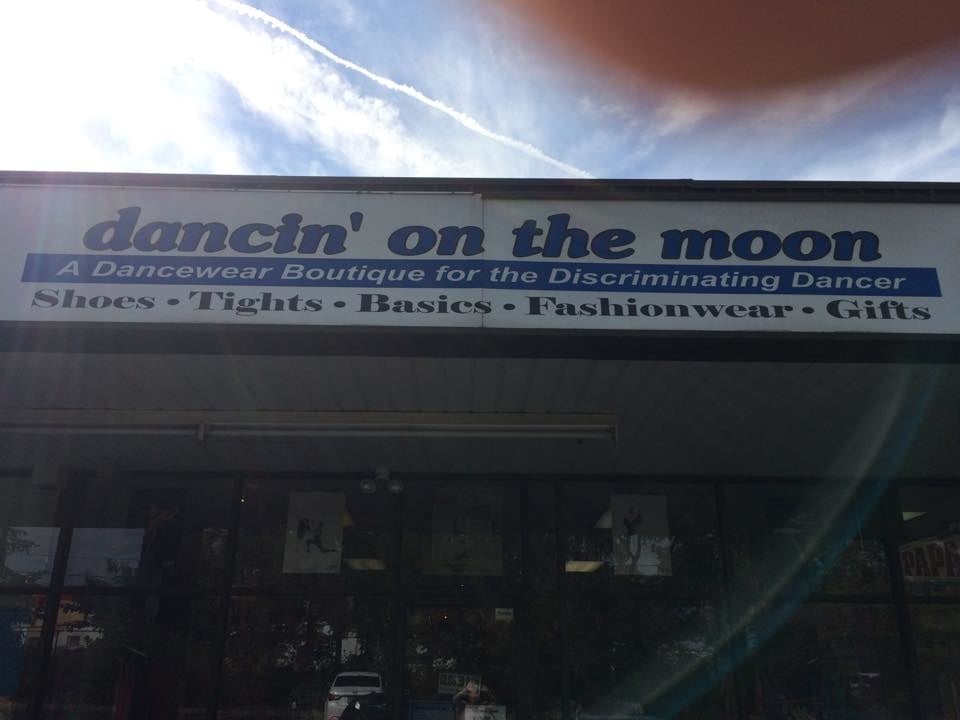 dancin' on the moon
A Dancewear Boutique for the Discriminating Dancer
Shoes • Tights • Basics • Fashionwear • Gifts